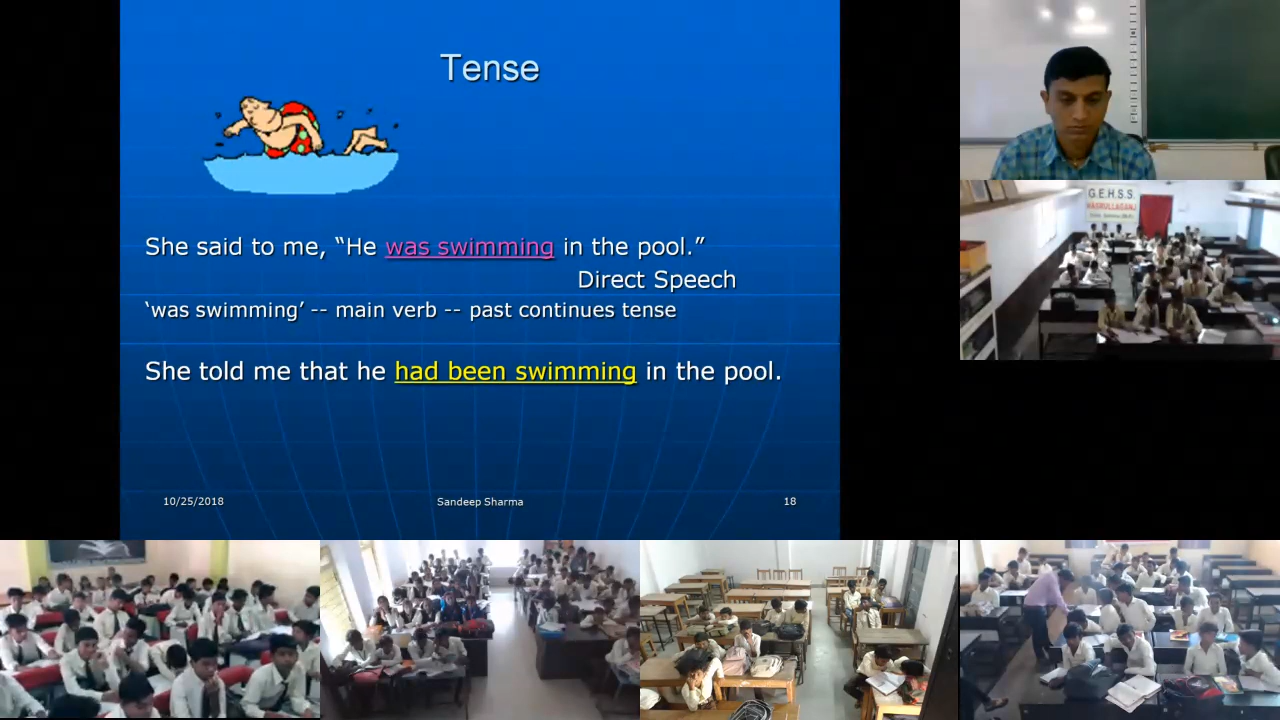 Tense
She said to me, “He was swimming in the pool.”
Direct Speech
‘was swimming’ -- main verb -- past continues tense
She told me that he had been swimming in the pool.
10/25/2018
Sandeep Sharma
18
G.E.H.S.S.
NASRULLAGANJ